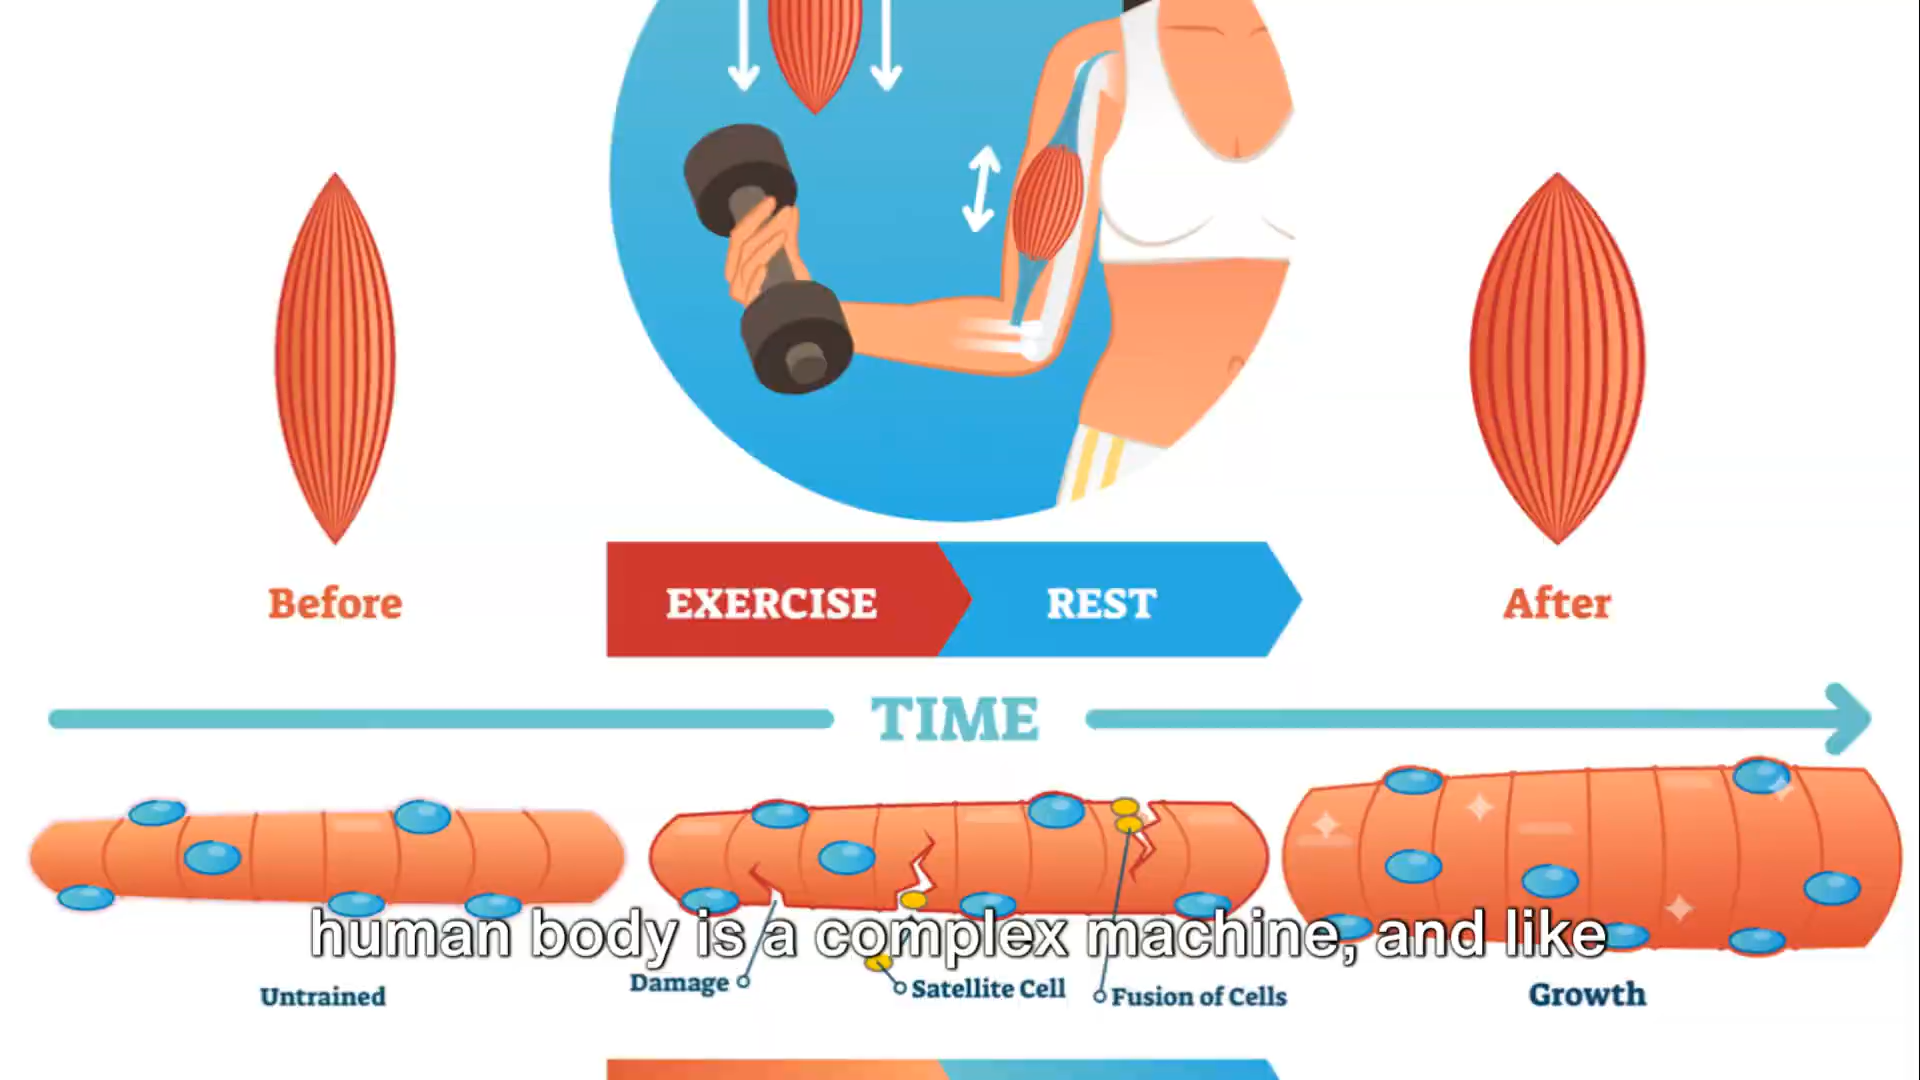 Before
EXERCISE
REST
After
TIME
human body is a complex machine, and like
Untrained
Damage
Satellite Cell
Fusion of Cells
Growth